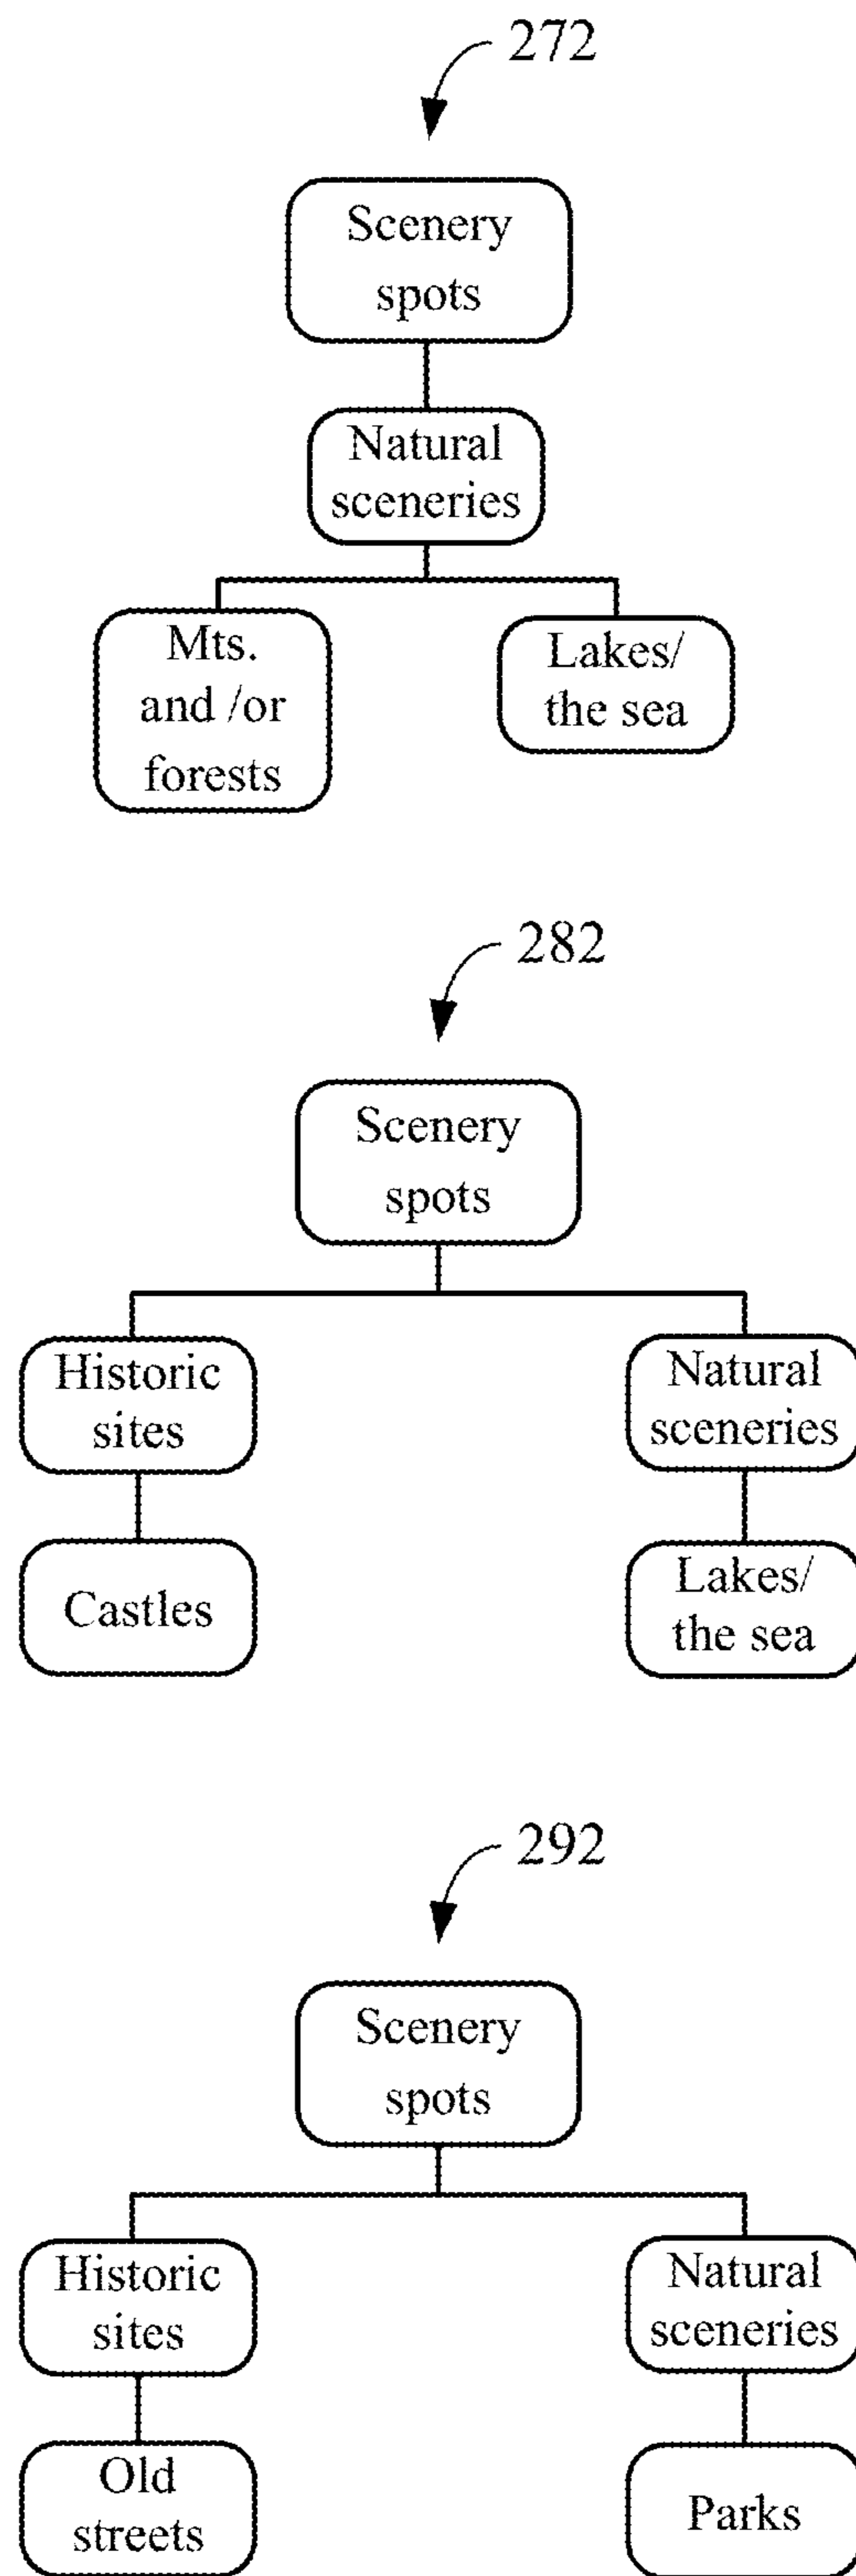 272
Scenery
spots
Natural
sceneries
Mts.
and /or
forests
Lakes/
the sea
282
Scenery
spots
Historic
sites
Natural
sceneries
Castles
Lakes/
the sea
292
Scenery
spots
Historic
sites
Natural
sceneries
Old
streets
Parks